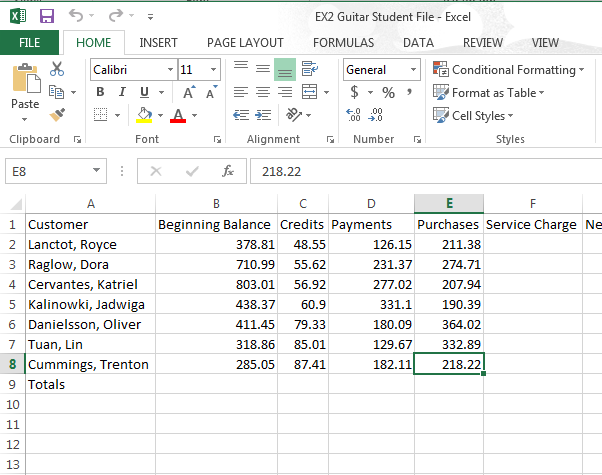 EX2 Guitar Student File - Excel
FILE HOME INSERT PAGE LAYOUT FORMULAS DATA REVIEW VIEW
Calibri 11 General Conditional Formatting
Paste B I U A A $ % , Format as Table
A .00 .00 Cell Styles
Clipboard Font Alignment Number Styles
E8 fx 218.22
A B C D E F
1 Customer Beginning Balance Credits Payments Purchases Service Charge Ne
2 Lanctot, Royce 378.81 48.55 126.15 211.38
3 Raglow, Dora 710.99 55.62 231.37 274.71
4 Cervantes, Katriel 803.01 56.92 277.02 207.94
5 Kalinowki, Jadwiga 438.37 60.9 331.1 190.39
6 Danielsson, Oliver 411.45 79.33 180.09 364.02
7 Tuan, Lin 318.86 85.01 129.67 332.89
8 Cummings, Trenton 285.05 87.41 182.11 218.22
9 Totals
10
11
12
13